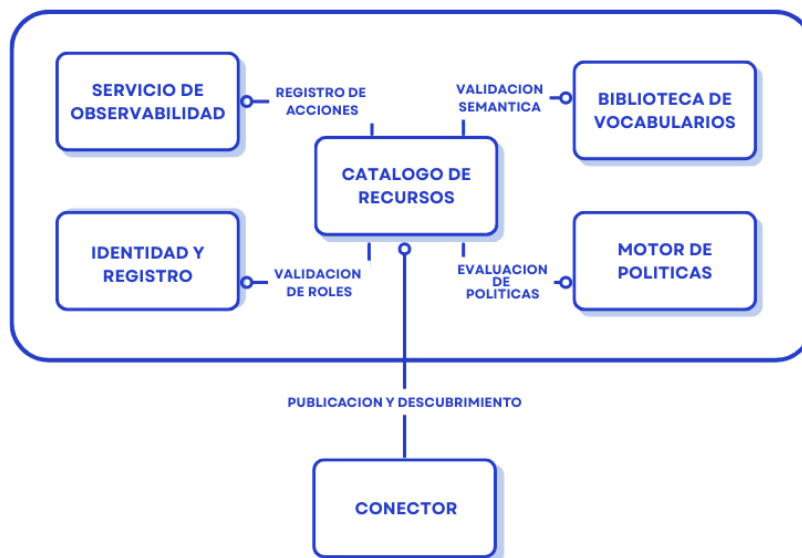 SERVICIO DE
OBSERVABILIDAD
REGISTRO DE
ACCIONES
VALIDACION
SEMANTICA
BIBLIOTECA DE
VOCABULARIOS
CATALOGO DE
RECURSOS
IDENTIDAD Y
REGISTRO
VALIDACION
DE ROLES
EVALUACION
DE
POLITICAS
MOTOR DE
POLITICAS
PUBLICACION Y DESCUBRIMIENTO
CONECTOR